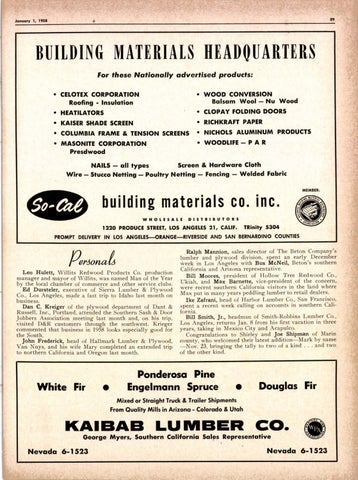 January 1, 1958
89
BUILDING MATERIALS HEADQUARTERS
For these Nationally advertised products:
• CELOTEX CORPORATION
Roofing - Insulation
• HEATILATORS
• KAISER SHADE SCREEN
• COLUMBIA FRAME & TENSION SCREENS
• MASONITE CORPORATION
Presdwood
• WOOD CONVERSION
Balsam Wool — Nu Wood
• CLOPAY FOLDING DOORS
• RICHKRAFT PAPER
• NICHOLS ALUMINUM PRODUCTS
• WOODLIFE — P A R
NAILS — all types Screen & Hardware Cloth
Wire — Stucco Netting — Poultry Netting — Fencing — Welded Fabric
MEMBER:
So-Cal building materials co. inc.
WHOLESALE DISTRIBUTORS
1220 PRODUCE STREET, LOS ANGELES 21, CALIF. TRinity 5304
PROMPT DELIVERY IN LOS ANGELES—ORANGE—RIVERSIDE AND SAN BERNARDINO COUNTIES
Personals
Leo Hulett, Willits Redwood Products Co. production
manager and mayor of Willits, was named Man of the Year
by the local chamber of commerce and other service clubs.
Ed Dursteler, executive of Sierra Lumber & Plywood
Co., Los Angeles, made a fast trip to Idaho last month on
business.
Dan C. Kreiger of the plywood department of Dant &
Russell, Inc., Portland, attended the Southern Sash & Door
Jobbers Association meeting last month and, on his trip,
visited D&R customers through the southwest. Krieger
commented that business in 1958 looks especially good for
the South.
John Frederick, head of Hallmark Lumber & Plywood,
Van Nuys, and his wife Mary completed an extended trip
to northern California and Oregon last month.
Ralph Mannion, sales director of The Beton Company's
lumber and plywood division, spent an early December
week in Los Angeles with Bus McNeil, Beton's southern
California and Arizona representative.
Bill Moores, president of Hollow Tree Redwood Co.,
Ukiah, and Max Barnette, vice-president of the concern,
were recent southern California visitors in the land where
Max put in many years peddling lumber to retail dealers.
Ike Zafrani, head of Harbor Lumber Co., San Francisco,
spent a recent week calling on accounts in southern Cali-
fornia.
Bill Smith, Jr., headman of Smith-Robbins Lumber Co.,
Los Angeles, returns Jan. 8 from his first vacation in three
years, taking in Mexico City and Acapulco.
Congratulations to Shirley and Joe Shipman of Marin
county, who welcomed their latest addition—Mark by name
—Nov. 23, bringing the tally to two of a kind . . . and two
of the other kind.
Ponderosa Pine
White Fir • Engelmann Spruce • Douglas Fir
Mixed or Straight Truck & Trailer Shipments
From Quality Mills in Arizona - Colorado & Utah
KAIBAB LUMBER CO.
George Myers, Southern California Sales Representative
Nevada 6-1523 Nevada 6-1523